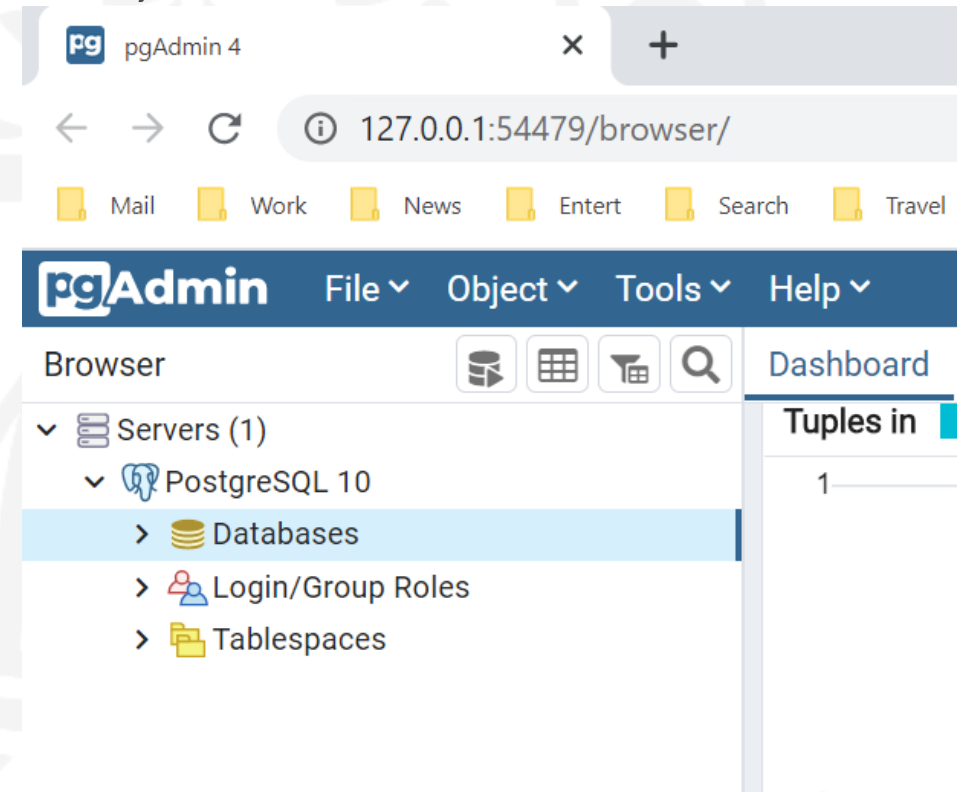 pg pgAdmin 4
127.0.0.1:54479/browser/
Mail Work News Entert Search Travel
pgAdmin File Object Tools Help
Browser Dashboard
Servers (1) Tuples in
PostgreSQL 10 1
Databases
Login/Group Roles
Tablespaces